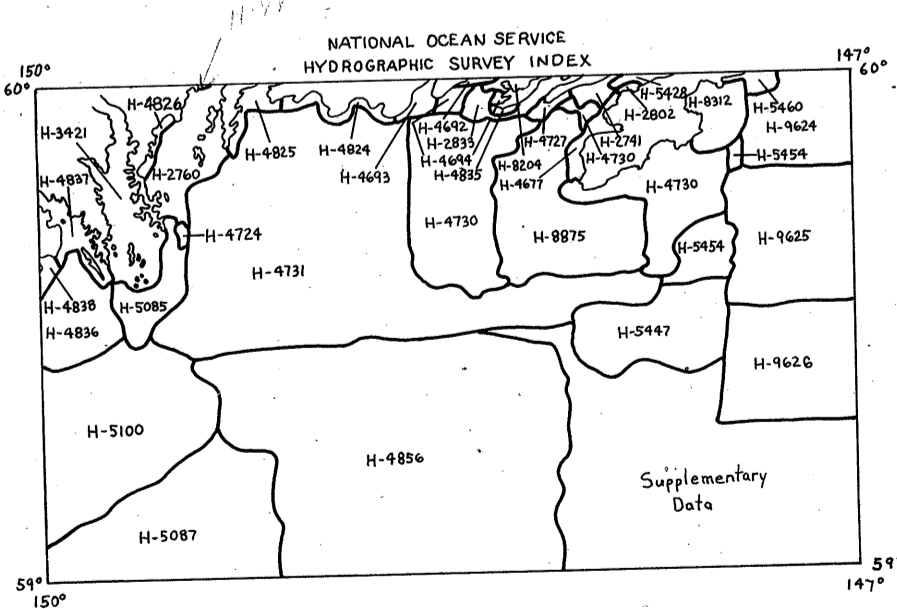 NATIONAL OCEAN SERVICE
HYDROGRAPHIC SURVEY INDEX
150°
60°
147°
60°
H-4826
H-3421
H-4837
H-2760
H-4825
H-4824
H-4693
H-4692
H-2833
H-4694
H-4835
H-8204
H-4727
H-4677
H-2741
H-4730
H-5428
H-2802
H-8312
H-5460
H-9624
H-5454
H-4724
H-4731
H-4730
H-8875
H-4730
H-5454
H-9625
H-4838
H-4836
H-5085
H-5447
H-9626
H-5100
H-4856
H-5087
Supplementary
Data
59°
150°
59°
147°